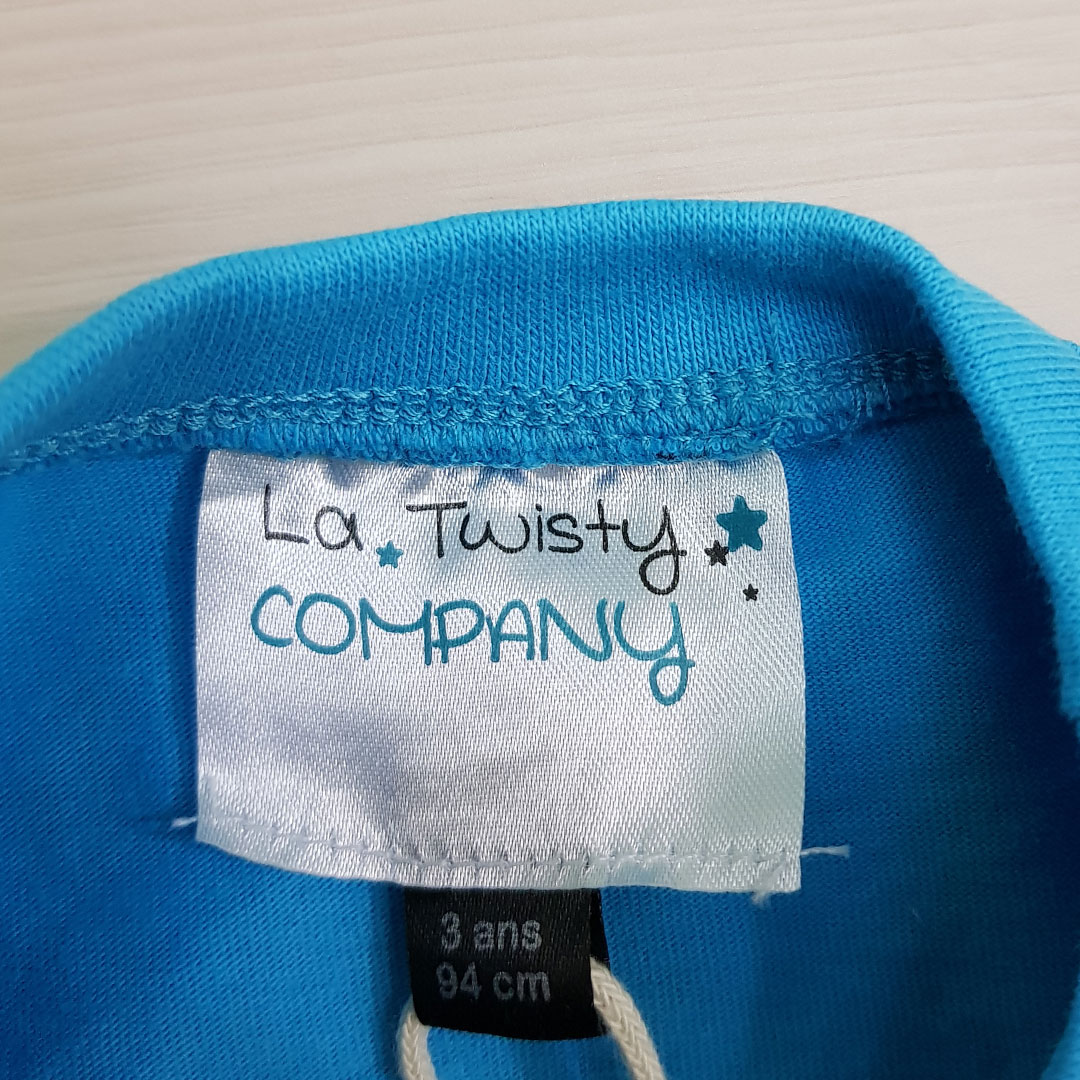 La Twisty
COMPANY
3 ans
94 cm